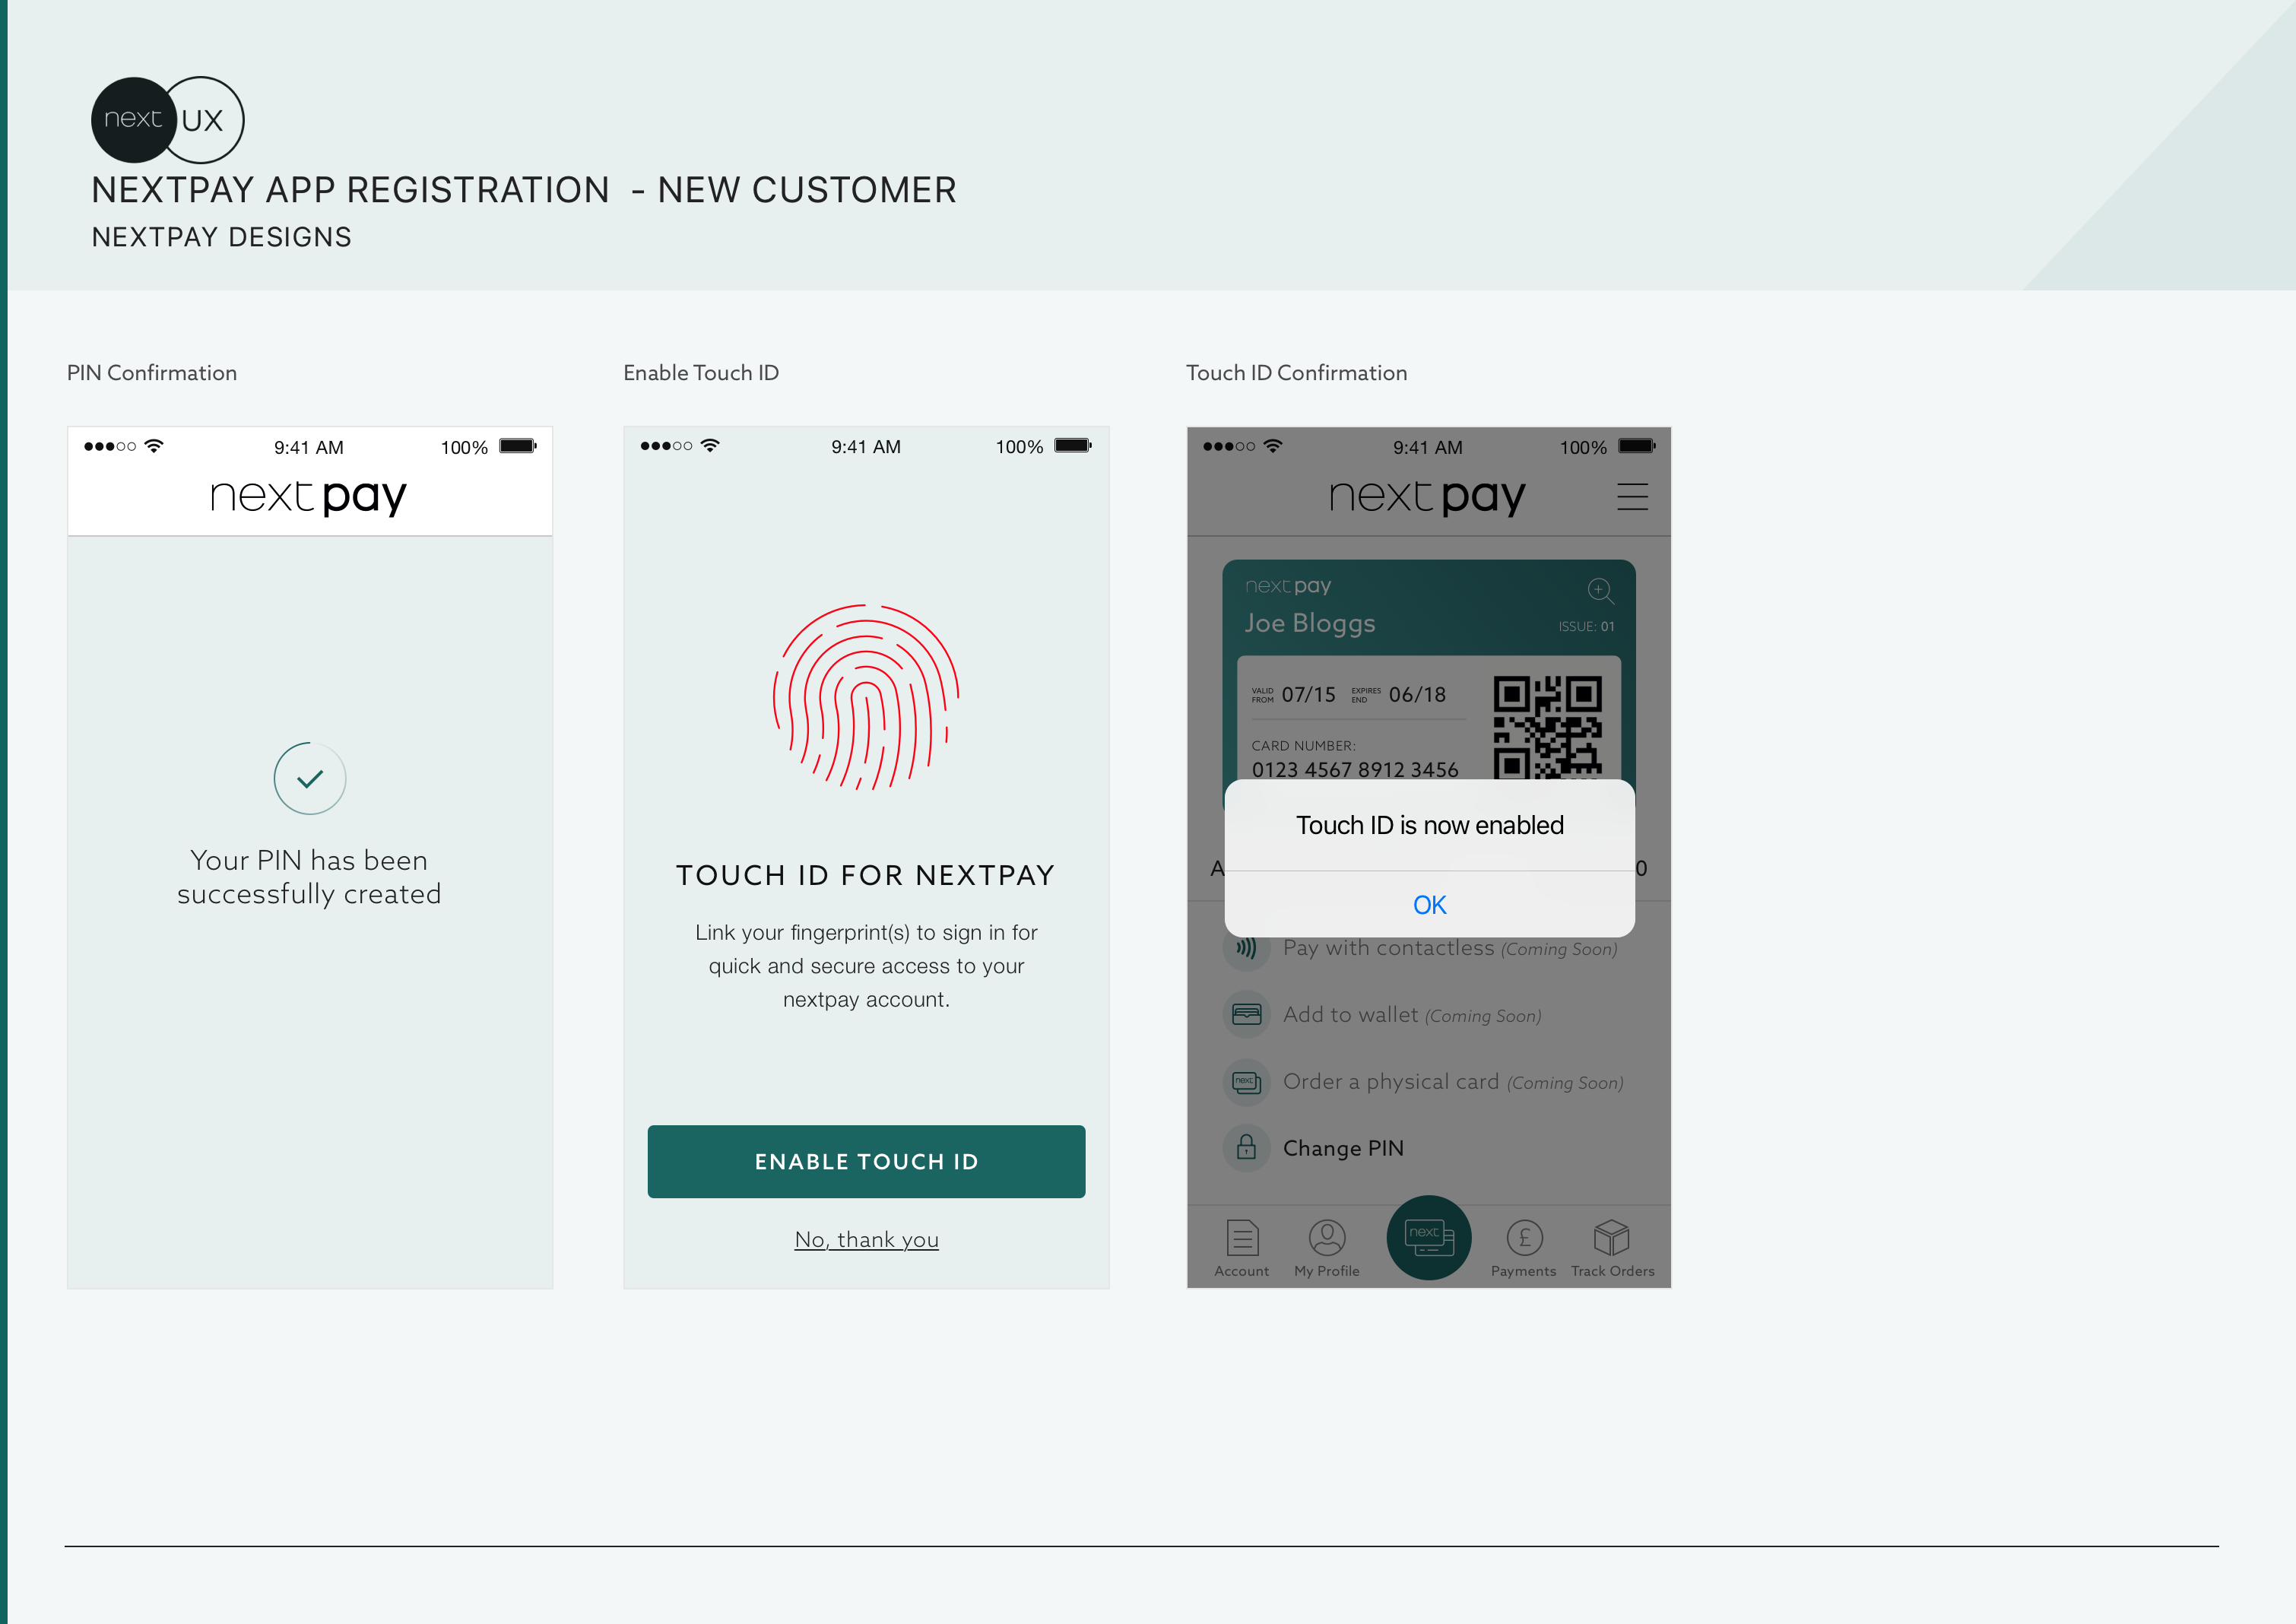 next UX
NEXTPAY APP REGISTRATION - NEW CUSTOMER
NEXTPAY DESIGNS
PIN Confirmation
9:41 AM
100%
next pay
Your PIN has been
successfully created
Enable Touch ID
9:41 AM
100%
TOUCH ID FOR NEXTPAY
Link your fingerprint(s) to sign in for
quick and secure access to your
nextpay account.
ENABLE TOUCH ID
No, thank you
Touch ID Confirmation
9:41 AM
100%
next pay
next pay
Joe Bloggs
ISSUE: 01
VALID FROM 07/15 EXPIRES END 06/18
CARD NUMBER:
0123 4567 8912 3456
Touch ID is now enabled
A
0
OK
Pay with contactless (Coming Soon)
Add to wallet (Coming Soon)
next
Order a physical card (Coming Soon)
Change PIN
next
£
Account
My Profile
Payments
Track Orders